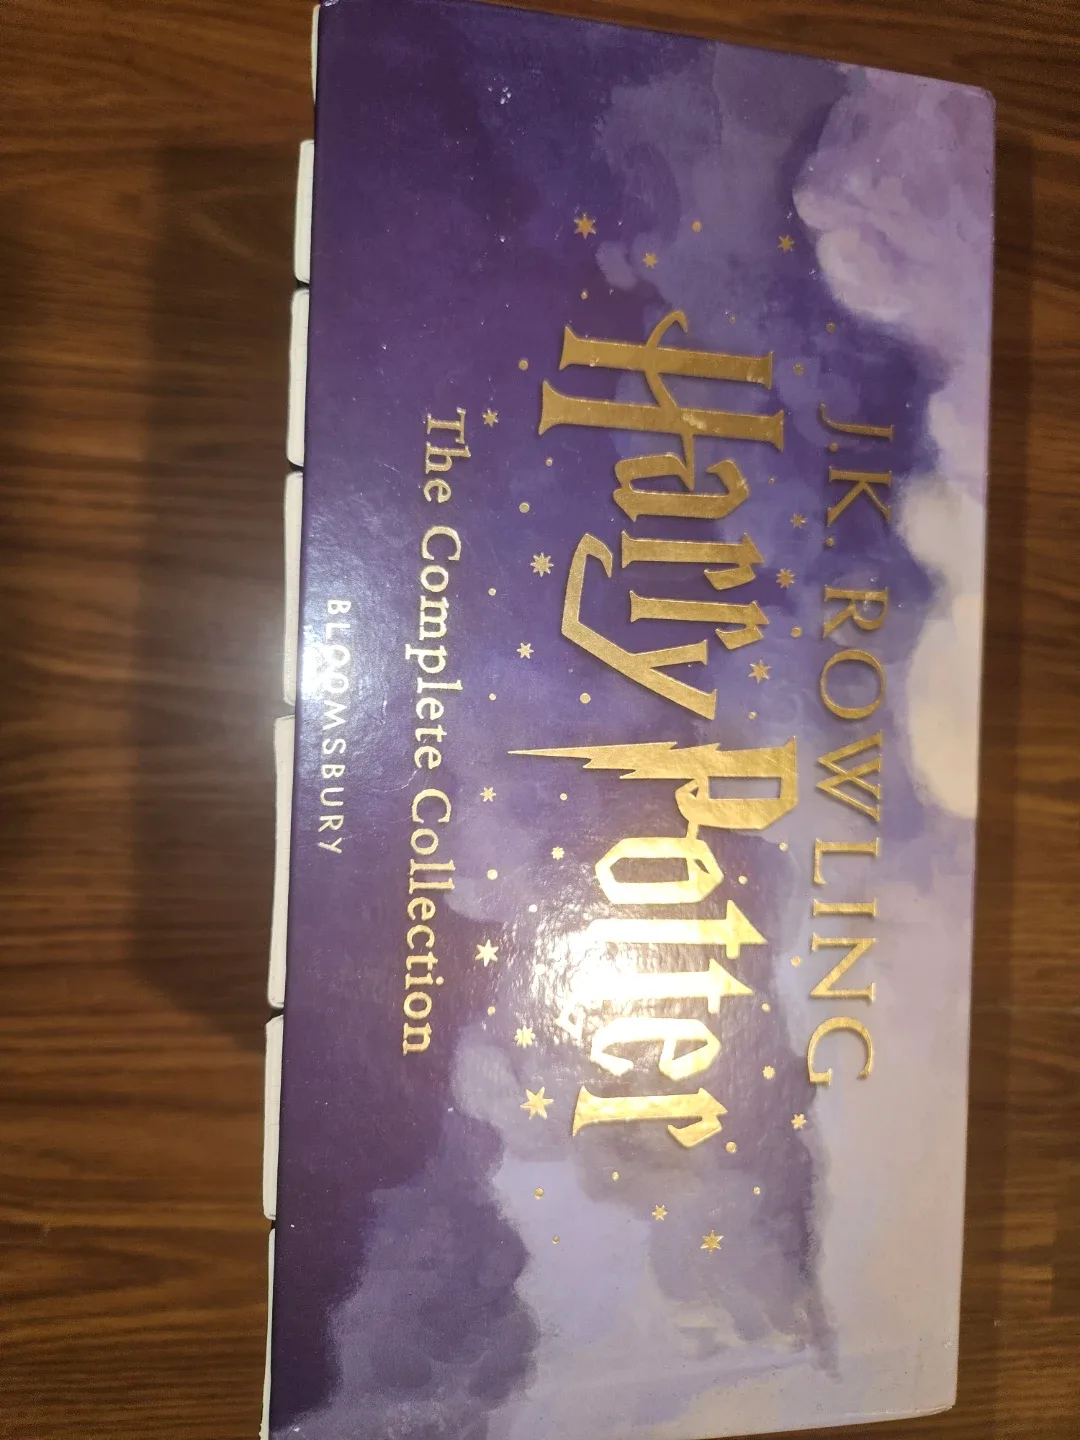 J.K. ROWLING
Harry Potter
The Complete Collection
BLOOMSBURY